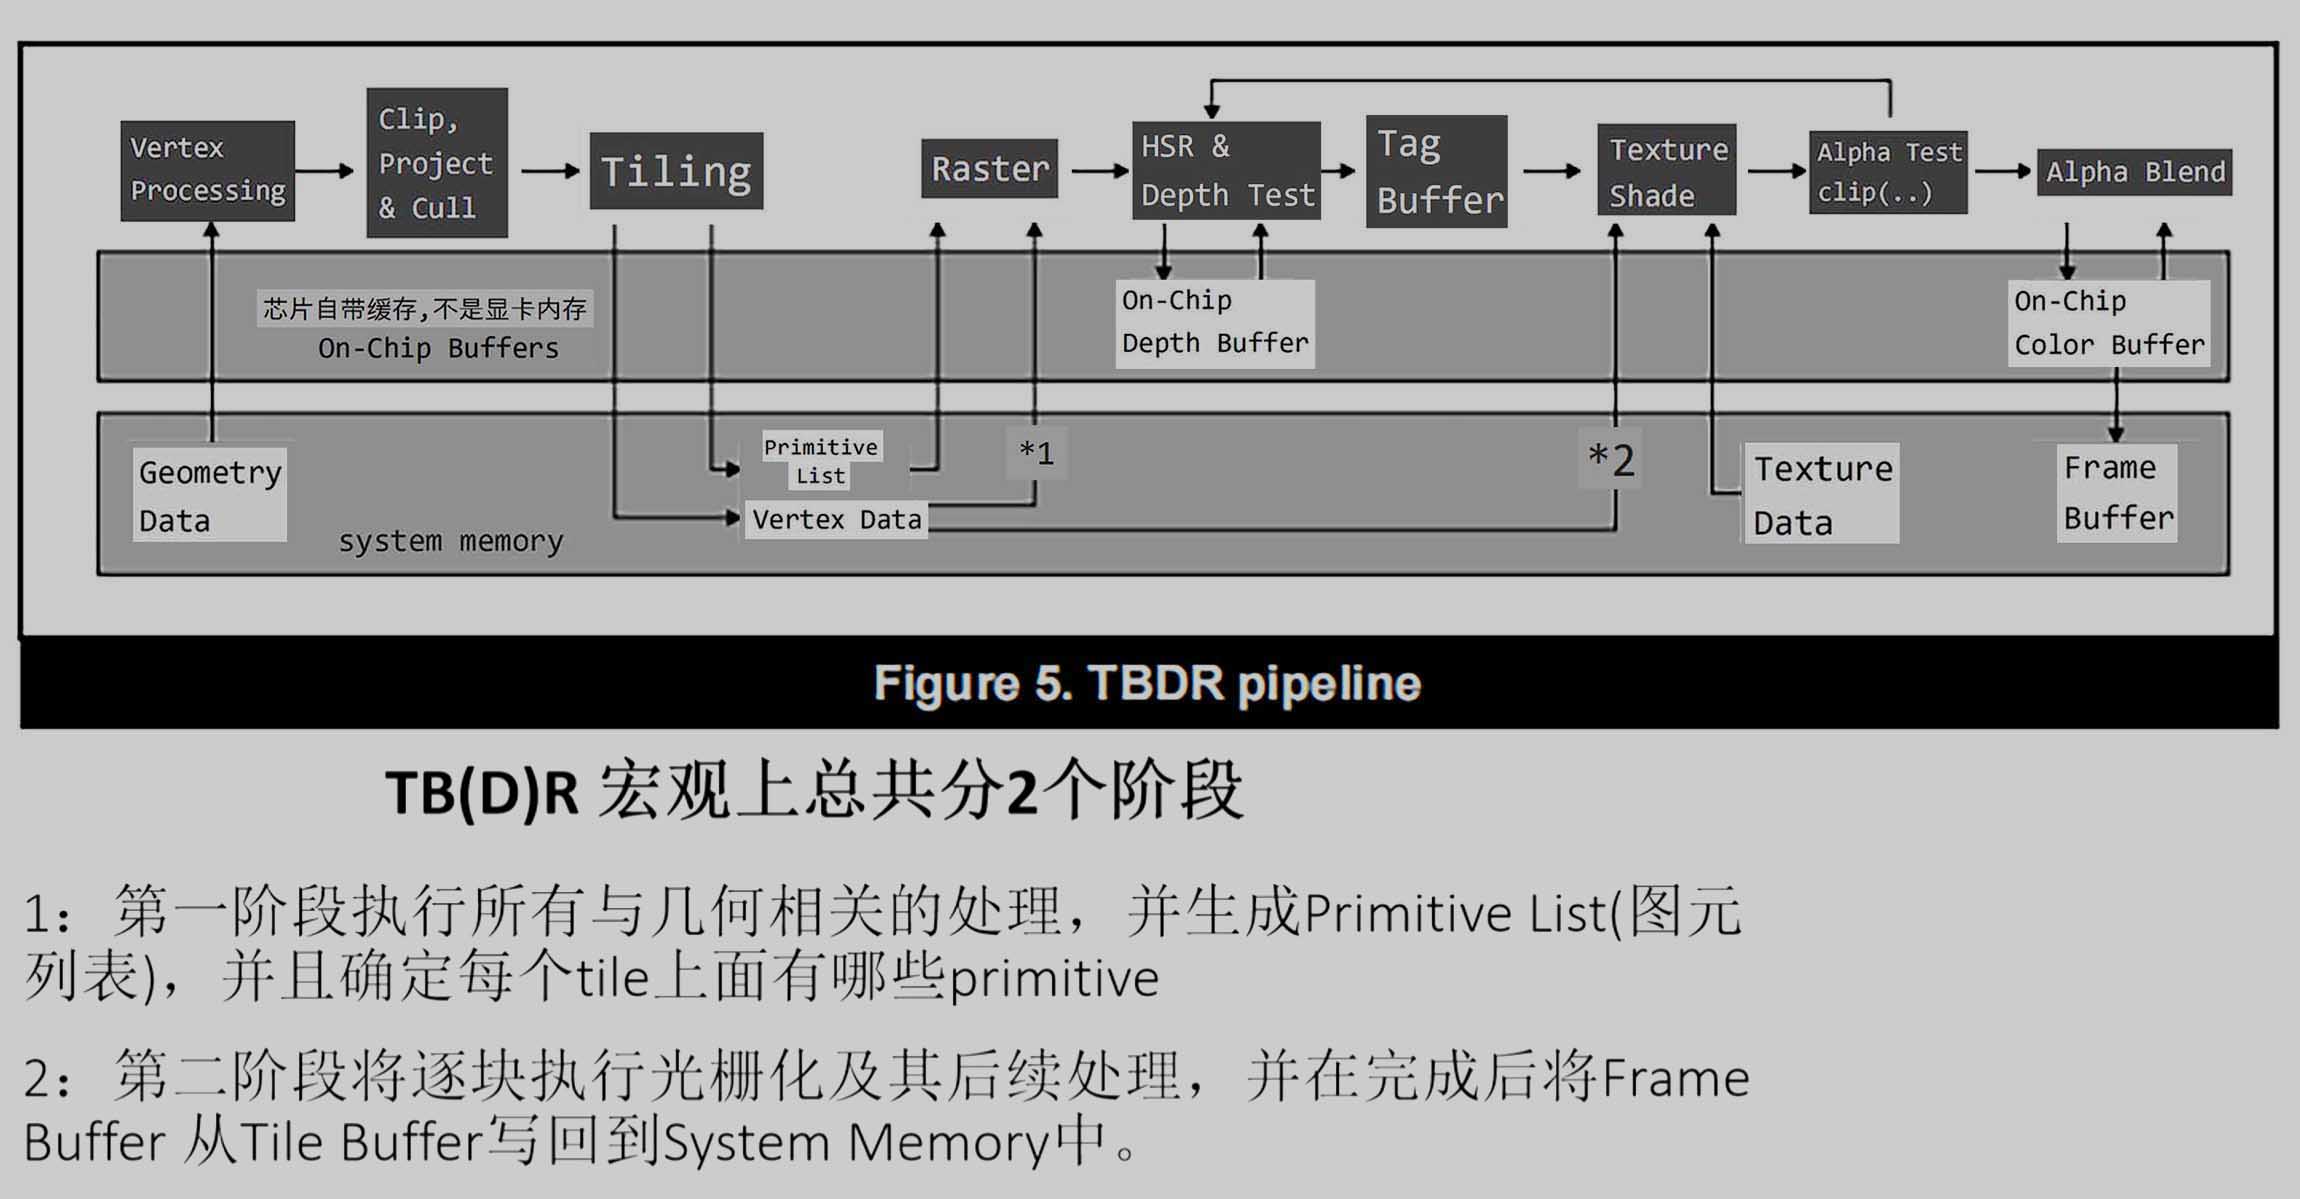 Vertex
Processing
Clip,
Project
& Cull
Tiling
Raster
HSR &
Depth Test
Tag
Buffer
Texture
Shade
Alpha Test
clip(..)
Alpha Blend
芯片自带缓存,不是显卡内存
On-Chip Buffers
On-Chip
Depth Buffer
On-Chip
Color Buffer
Geometry
Data
system memory
Primitive
List
Vertex Data
*1
*2
Texture
Data
Frame
Buffer
Figure 5. TBDR pipeline
TB(D)R 宏观上总共分2个阶段
1：第一阶段执行所有与几何相关的处理，并生成Primitive List(图元
列表)，并且确定每个tile上面有哪些primitive
2：第二阶段将逐块执行光栅化及其后续处理，并在完成后将Frame
Buffer 从Tile Buffer写回到System Memory中。